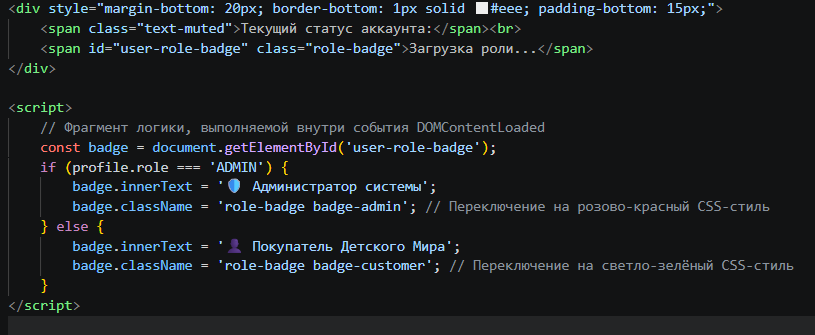 <div style="margin-bottom: 20px; border-bottom: 1px solid #eee; padding-bottom: 15px;">
    <span class="text-muted">Текущий статус аккаунта:</span><br>
    <span id="user-role-badge" class="role-badge">Загрузка роли...</span>
</div>

<script>
    // Фрагмент логики, выполняемой внутри события DOMContentLoaded
    const badge = document.getElementById('user-role-badge');
    if (profile.role === 'ADMIN') {
        badge.innerText = '🛡️ Администратор системы';
        badge.className = 'role-badge badge-admin'; // Переключение на розово-красный CSS-стиль
    } else {
        badge.innerText = '👤 Покупатель Детского Мира';
        badge.className = 'role-badge badge-customer'; // Переключение на светло-зелёный CSS-стиль
    }
</script>